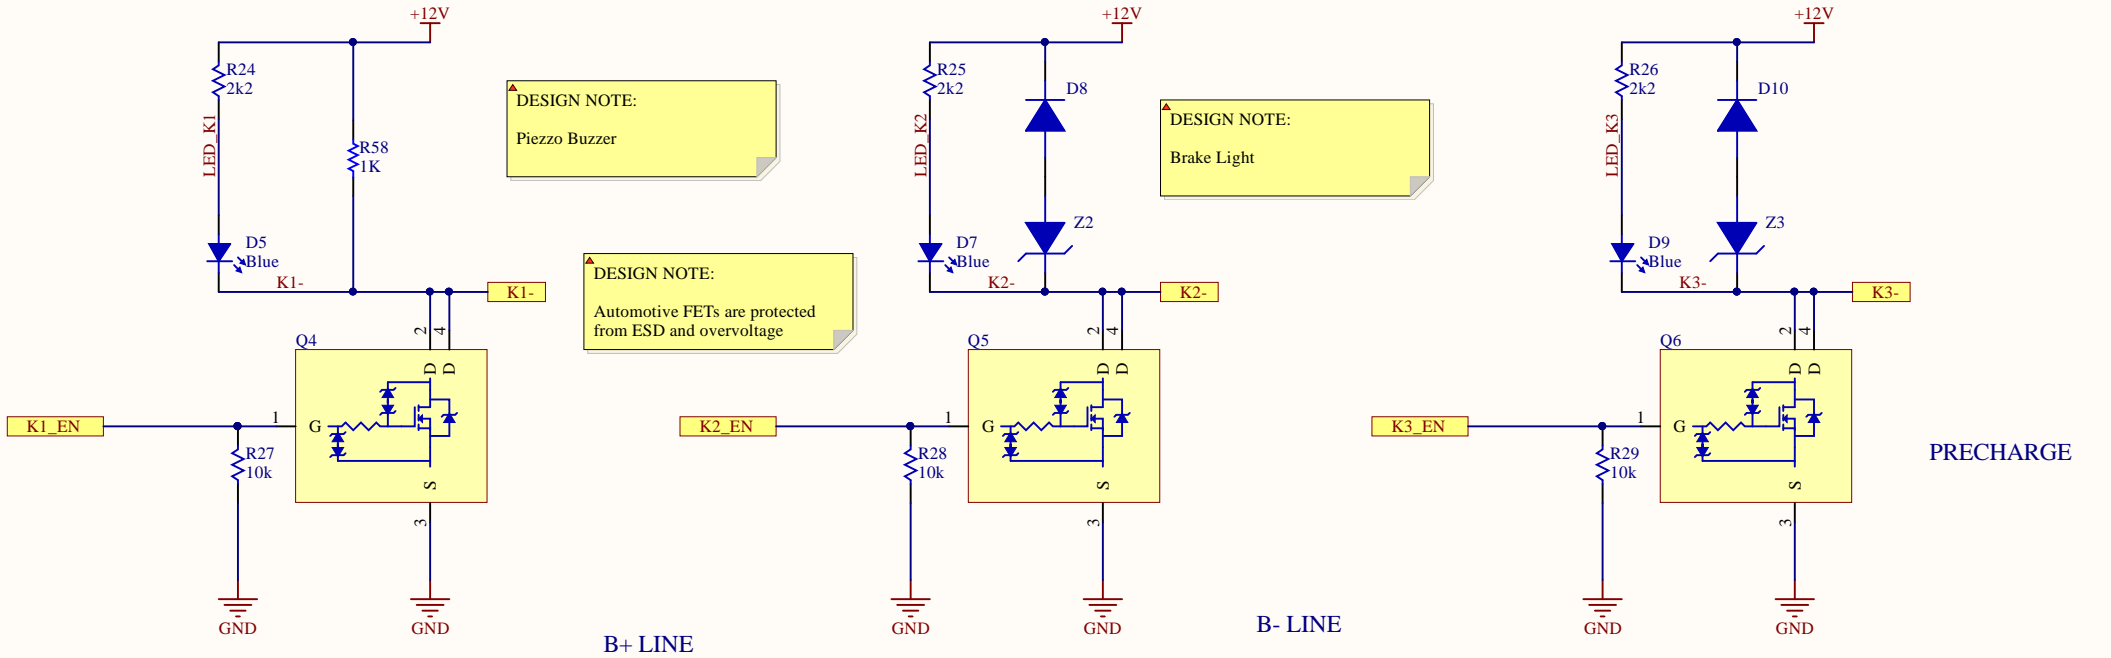 +12V
R24
2k2
LED_K1
R58
1K
D5
Blue
K1-
K1-
DESIGN NOTE:
Piezzo Buzzer
DESIGN NOTE:
Automotive FETs are protected
from ESD and overvoltage
Q4
2
4
D
D
K1_EN
1
G
R27
10k
S
3
GND
GND
B+ LINE
+12V
R25
2k2
LED_K2
D8
D7
Blue
Z2
K2-
K2-
DESIGN NOTE:
Brake Light
Q5
2
4
D
D
K2_EN
1
G
R28
10k
S
3
GND
GND
B- LINE
+12V
R26
2k2
LED_K3
D10
D9
Blue
Z3
K3-
K3-
Q6
2
4
D
D
K3_EN
1
G
R29
10k
S
3
GND
GND
PRECHARGE